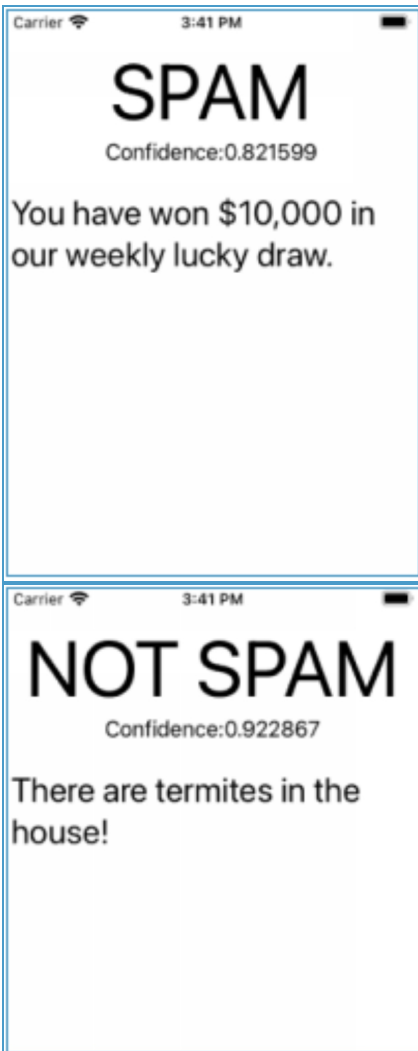 Carrier 3:41 PM
SPAM
Confidence:0.821599
You have won $10,000 in
our weekly lucky draw.
Carrier 3:41 PM
NOT SPAM
Confidence:0.922867
There are termites in the
house!